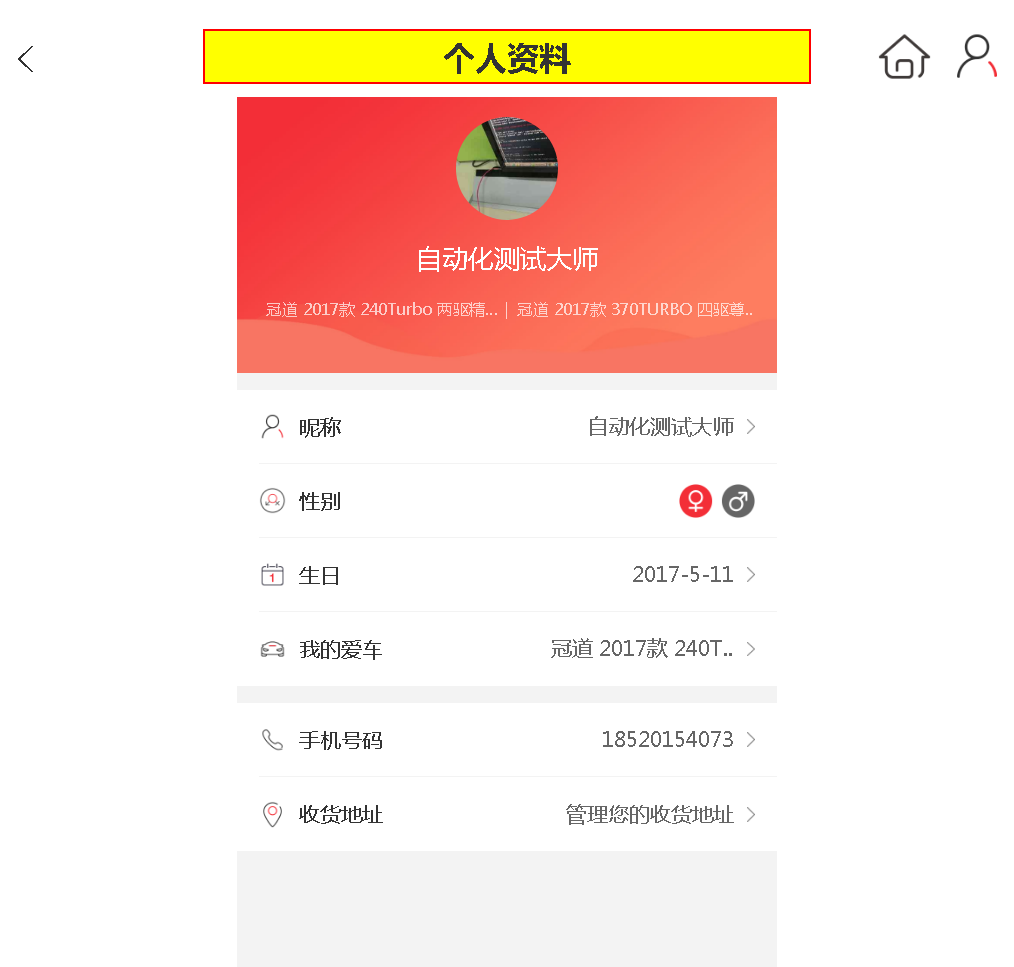 个人资料
自动化测试大师
冠道 2017款 240Turbo 两驱精... | 冠道 2017款 370TURBO 四驱尊..
昵称 自动化测试大师
性别
生日 2017-5-11
我的爱车 冠道 2017款 240T..
手机号码 18520154073
收货地址 管理您的收货地址